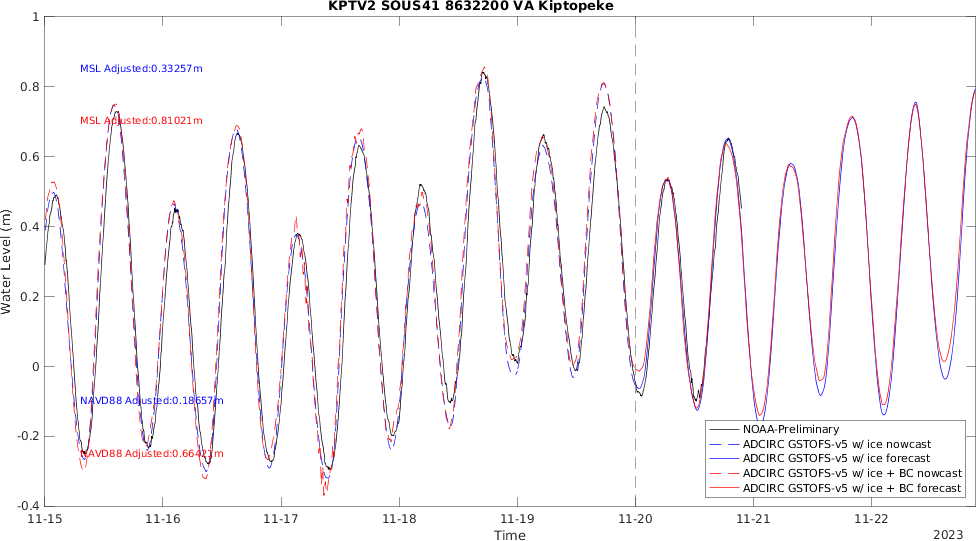 KPTV2 SOUS41 8632200 VA Kiptopeke
1
0.8
0.6
0.4
0.2
0
-0.2
-0.4
Water Level (m)
MSL Adjusted:0.33257m
MSL Adjusted:0.81021m
NAVD88 Adjusted:0.18657m
NAVD88 Adjusted:0.66421m
NOAA-Preliminary
ADCIRC GSTOFS-v5 w/ ice nowcast
ADCIRC GSTOFS-v5 w/ ice forecast
ADCIRC GSTOFS-v5 w/ ice + BC nowcast
ADCIRC GSTOFS-v5 w/ ice + BC forecast
11-15 11-16 11-17 11-18 11-19 11-20 11-21 11-22
Time
2023